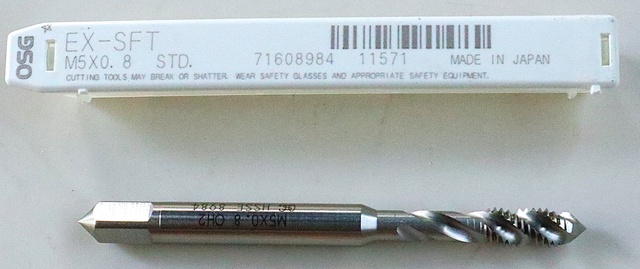 OSG
EX-SFT
M5X0.8 STD. 71608984 11571 MADE IN JAPAN
CUTTING TOOLS MAY BREAK OR SHATTER. WEAR SAFETY GLASSES AND APPROPRIATE SAFETY EQUIPMENT.
M5X0.8 OH2